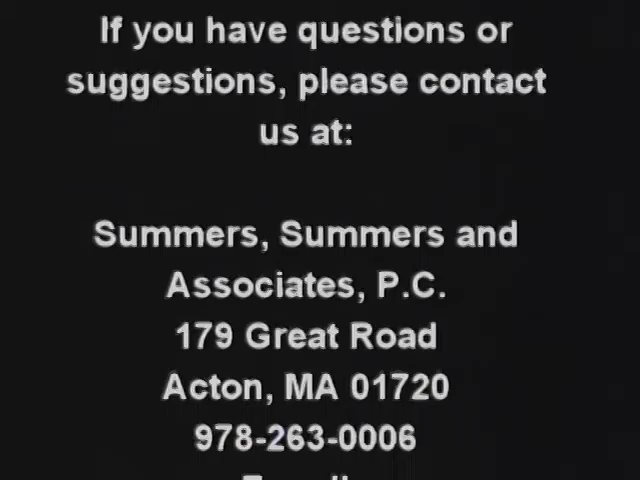 If you have questions or
suggestions, please contact
us at:
Summers, Summers and
Associates, P.C.
179 Great Road
Acton, MA 01720
978-263-0006